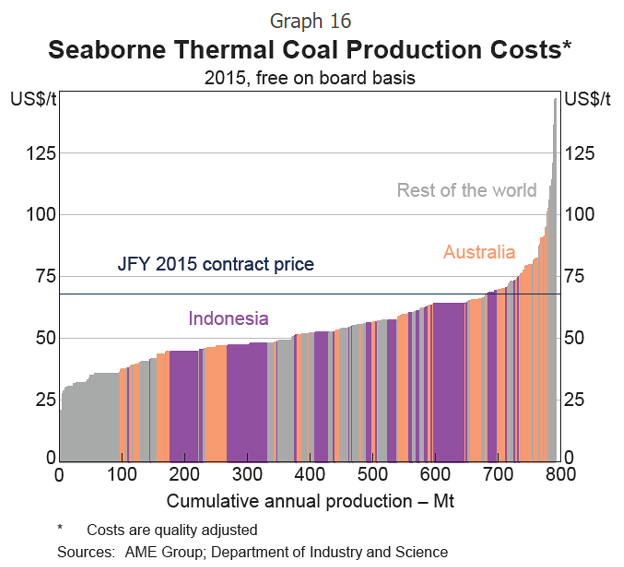 Graph 16
Seaborne Thermal Coal Production Costs*
2015, free on board basis
US$/t US$/t
125 125
Rest of the world
100 100
Australia
JFY 2015 contract price
75 75
Indonesia
50 50
25 25
0 0
0 100 200 300 400 500 600 700 800
Cumulative annual production – Mt
* Costs are quality adjusted
Sources: AME Group; Department of Industry and Science